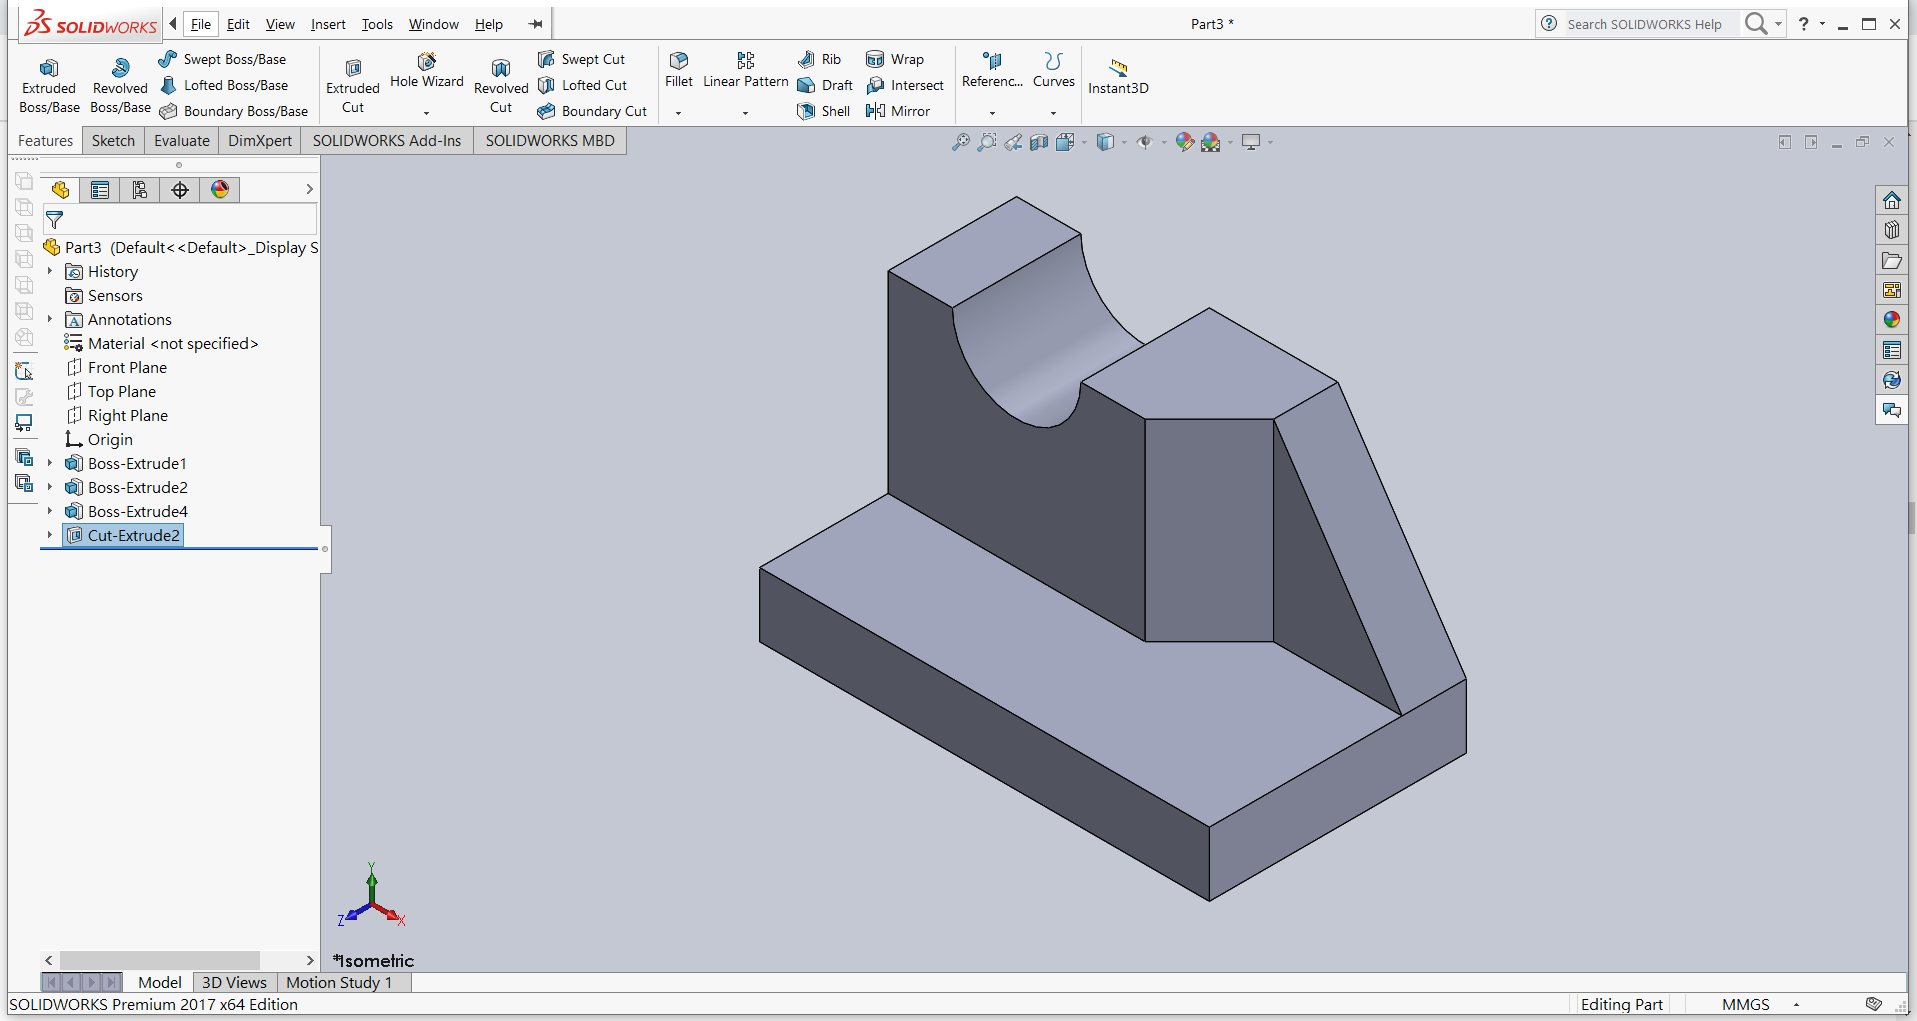 SOLIDWORKS File Edit View Insert Tools Window Help Part3 * Search SOLIDWORKS Help ?
Extruded Boss/Base
Revolved Boss/Base
Swept Boss/Base
Lofted Boss/Base
Boundary Boss/Base
Extruded Cut
Hole Wizard
Revolved Cut
Swept Cut
Lofted Cut
Boundary Cut
Fillet
Linear Pattern
Rib
Draft
Shell
Wrap
Intersect
Mirror
Referenc...
Curves
Instant3D
Features Sketch Evaluate DimXpert SOLIDWORKS Add-Ins SOLIDWORKS MBD
Part3 (Default<<Default>_Display S
History
Sensors
A Annotations
Material <not specified>
Front Plane
Top Plane
Right Plane
Origin
Boss-Extrude1
Boss-Extrude2
Boss-Extrude4
Cut-Extrude2
Y
Z
X
*Isometric
Model 3D Views Motion Study 1
SOLIDWORKS Premium 2017 x64 Edition Editing Part MMGS